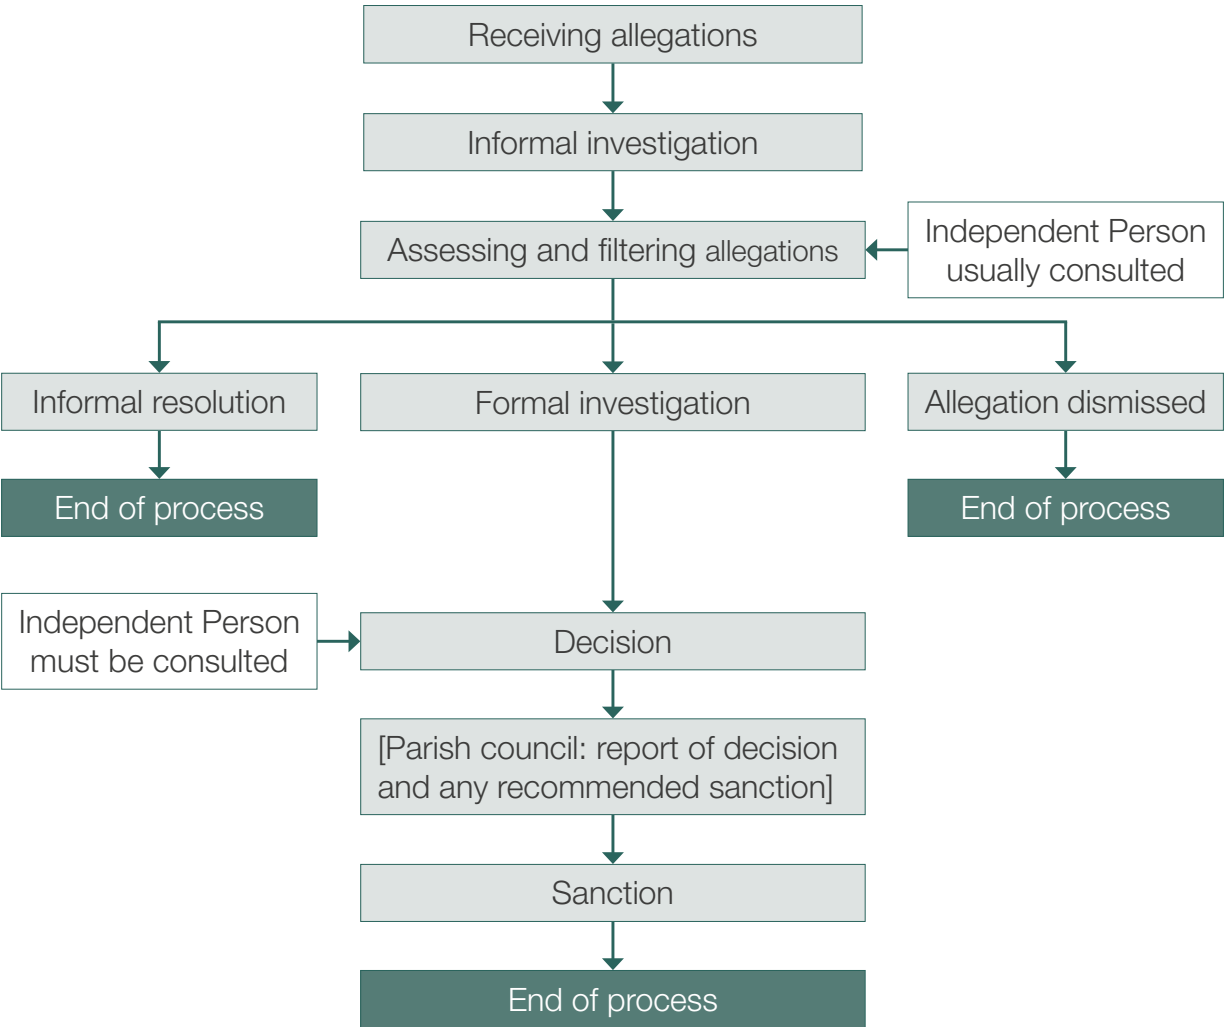 Receiving allegations
Informal investigation
Assessing and filtering allegations
Independent Person
usually consulted
Informal resolution
Formal investigation
Allegation dismissed
End of process
End of process
Independent Person
must be consulted
Decision
[Parish council: report of decision
and any recommended sanction]
Sanction
End of process